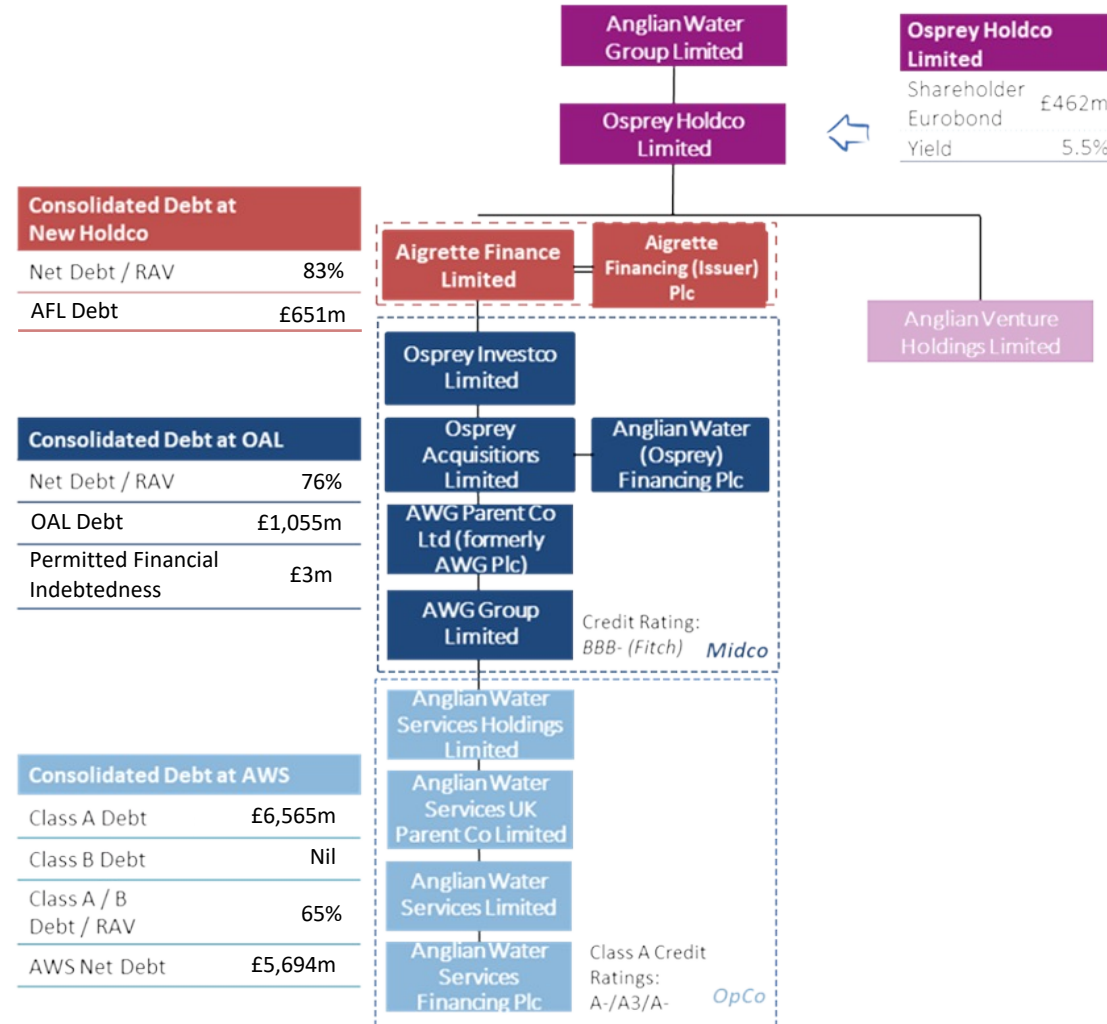 Anglian Water
Group Limited
Osprey Holdco
Limited
Shareholder
Eurobond
£462m
Yield
5.5%
Osprey Holdco
Limited
Consolidated Debt at
New Holdco
Net Debt / RAV
83%
AFL Debt
£651m
Aigrette Finance
Limited
Aigrette
Financing (Issuer)
Plc
Anglian Venture
Holdings Limited
Osprey Investco
Limited
Consolidated Debt at OAL
Net Debt / RAV
76%
OAL Debt
£1,055m
Permitted Financial
Indebtedness
£3m
Osprey
Acquisitions
Limited
Anglian Water
(Osprey)
Financing Plc
AWG Parent Co
Ltd (formerly
AWG Plc)
AWG Group
Limited
Credit Rating:
BBB- (Fitch)
Midco
Anglian Water
Services Holdings
Limited
Consolidated Debt at AWS
Class A Debt
£6,565m
Class B Debt
Nil
Class A / B
Debt / RAV
65%
AWS Net Debt
£5,694m
Anglian Water
Services UK
Parent Co Limited
Anglian Water
Services Limited
Anglian Water
Services
Financing Plc
Class A Credit
Ratings:
A-/A3/A-
OpCo